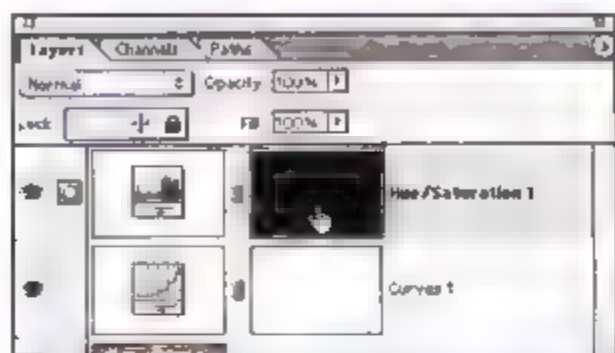 Layers Channels Paths
Normal Opacity 100%
Lock Fill 100%
Hue/Saturation 1
Curves 1